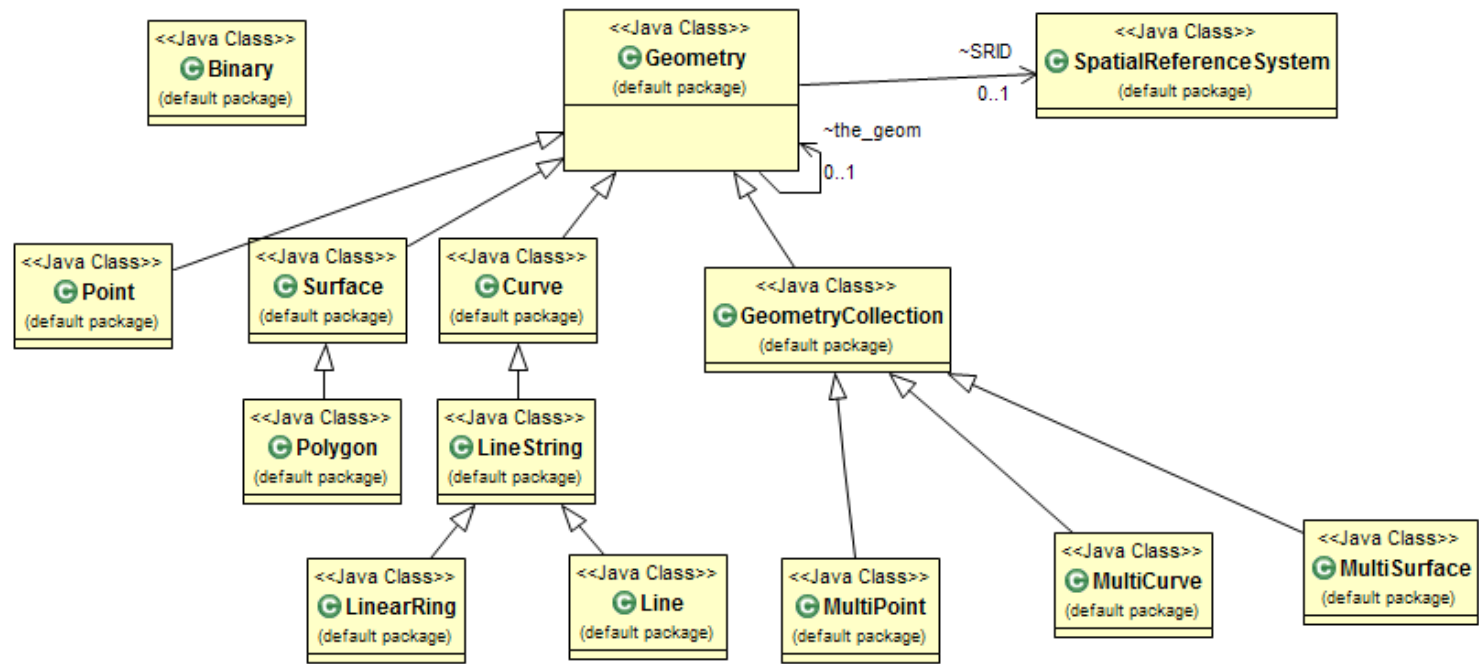 <<Java Class>>
Binary
(default package)
<<Java Class>>
Geometry
(default package)
~SRID
0..1
<<Java Class>>
SpatialReferenceSystem
(default package)
~the_geom
0..1
<<Java Class>>
Point
(default package)
<<Java Class>>
Surface
(default package)
<<Java Class>>
Curve
(default package)
<<Java Class>>
GeometryCollection
(default package)
<<Java Class>>
Polygon
(default package)
<<Java Class>>
LineString
(default package)
<<Java Class>>
LinearRing
(default package)
<<Java Class>>
Line
(default package)
<<Java Class>>
MultiPoint
(default package)
<<Java Class>>
MultiCurve
(default package)
<<Java Class>>
MultiSurface
(default package)